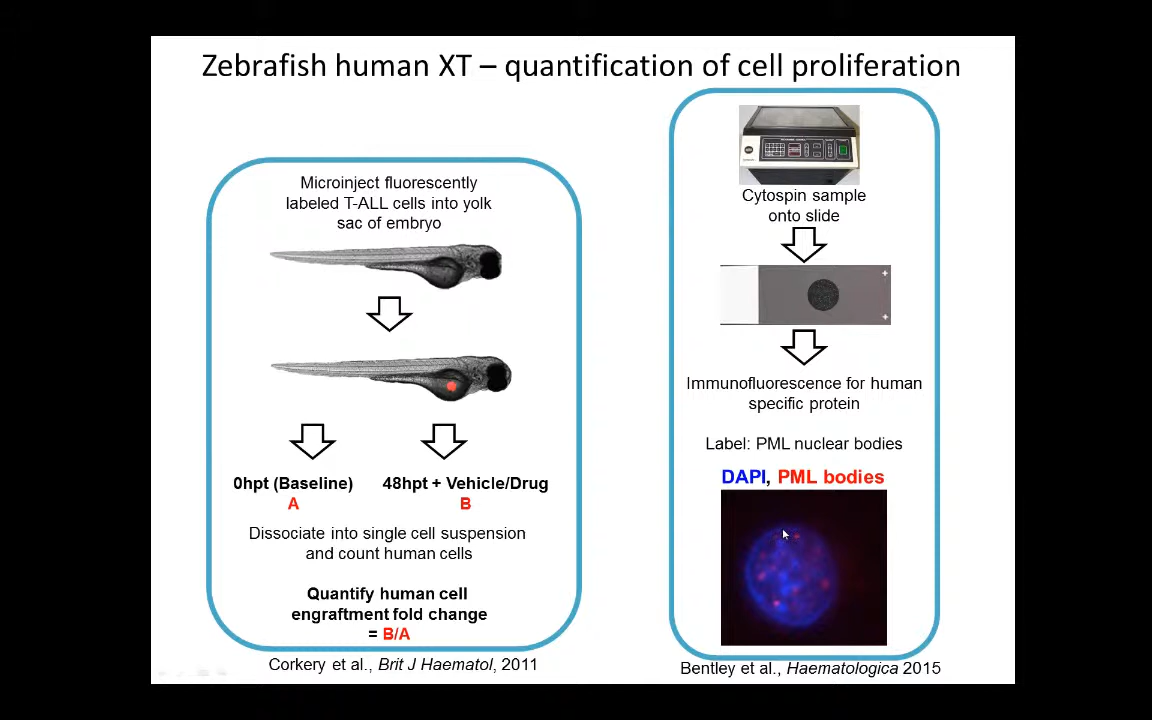 Zebrafish human XT – quantification of cell proliferation
Microinject fluorescently
labeled T-ALL cells into yolk
sac of embryo
0hpt (Baseline)
A
48hpt + Vehicle/Drug
B
Dissociate into single cell suspension
and count human cells
Quantify human cell
engraftment fold change
= B/A
Corkery et al., Brit J Haematol, 2011
Cytospin sample
onto slide
Immunofluorescence for human
specific protein
Label: PML nuclear bodies
DAPI, PML bodies
Bentley et al., Haematologica 2015